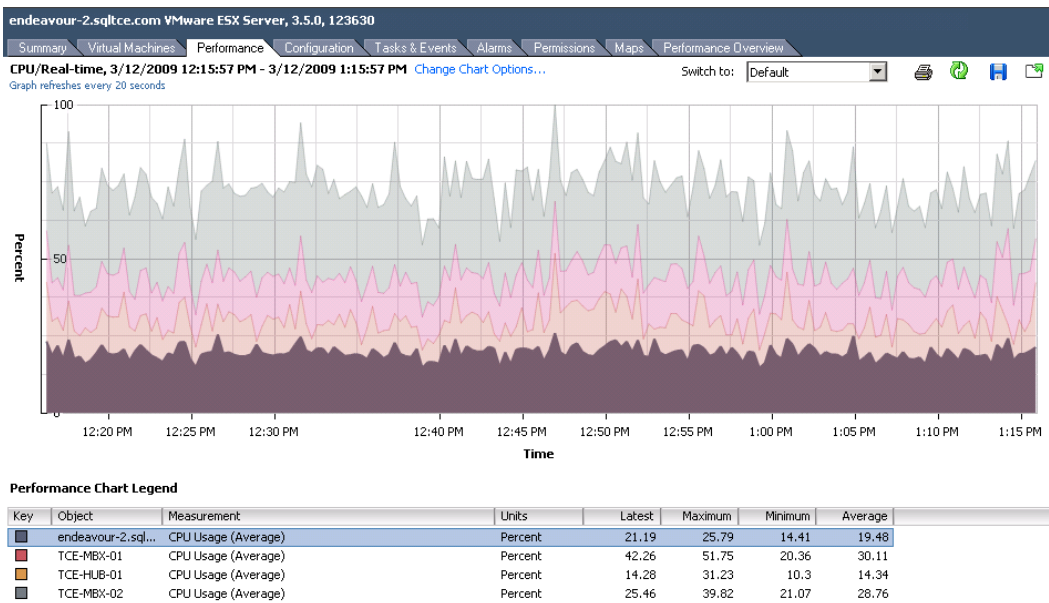 endeavour-2.sqltce.com VMware ESX Server, 3.5.0, 123630
Summary Virtual Machines Performance Configuration Tasks & Events Alarms Permissions Maps Performance Overview
CPU/Real-time, 3/12/2009 12:15:57 PM - 3/12/2009 1:15:57 PM Change Chart Options... Switch to: Default
Graph refreshes every 20 seconds
100
50
0
Percent
12:20 PM 12:25 PM 12:30 PM 12:40 PM 12:45 PM 12:50 PM 12:55 PM 1:00 PM 1:05 PM 1:10 PM 1:15 PM
Time
Performance Chart Legend
Key Object Measurement Units Latest Maximum Minimum Average
endeavour-2.sql... CPU Usage (Average) Percent 21.19 25.79 14.41 19.48
TCE-MBX-01 CPU Usage (Average) Percent 42.26 51.75 20.36 30.11
TCE-HUB-01 CPU Usage (Average) Percent 14.28 31.23 10.3 14.34
TCE-MBX-02 CPU Usage (Average) Percent 25.46 39.82 21.07 28.76